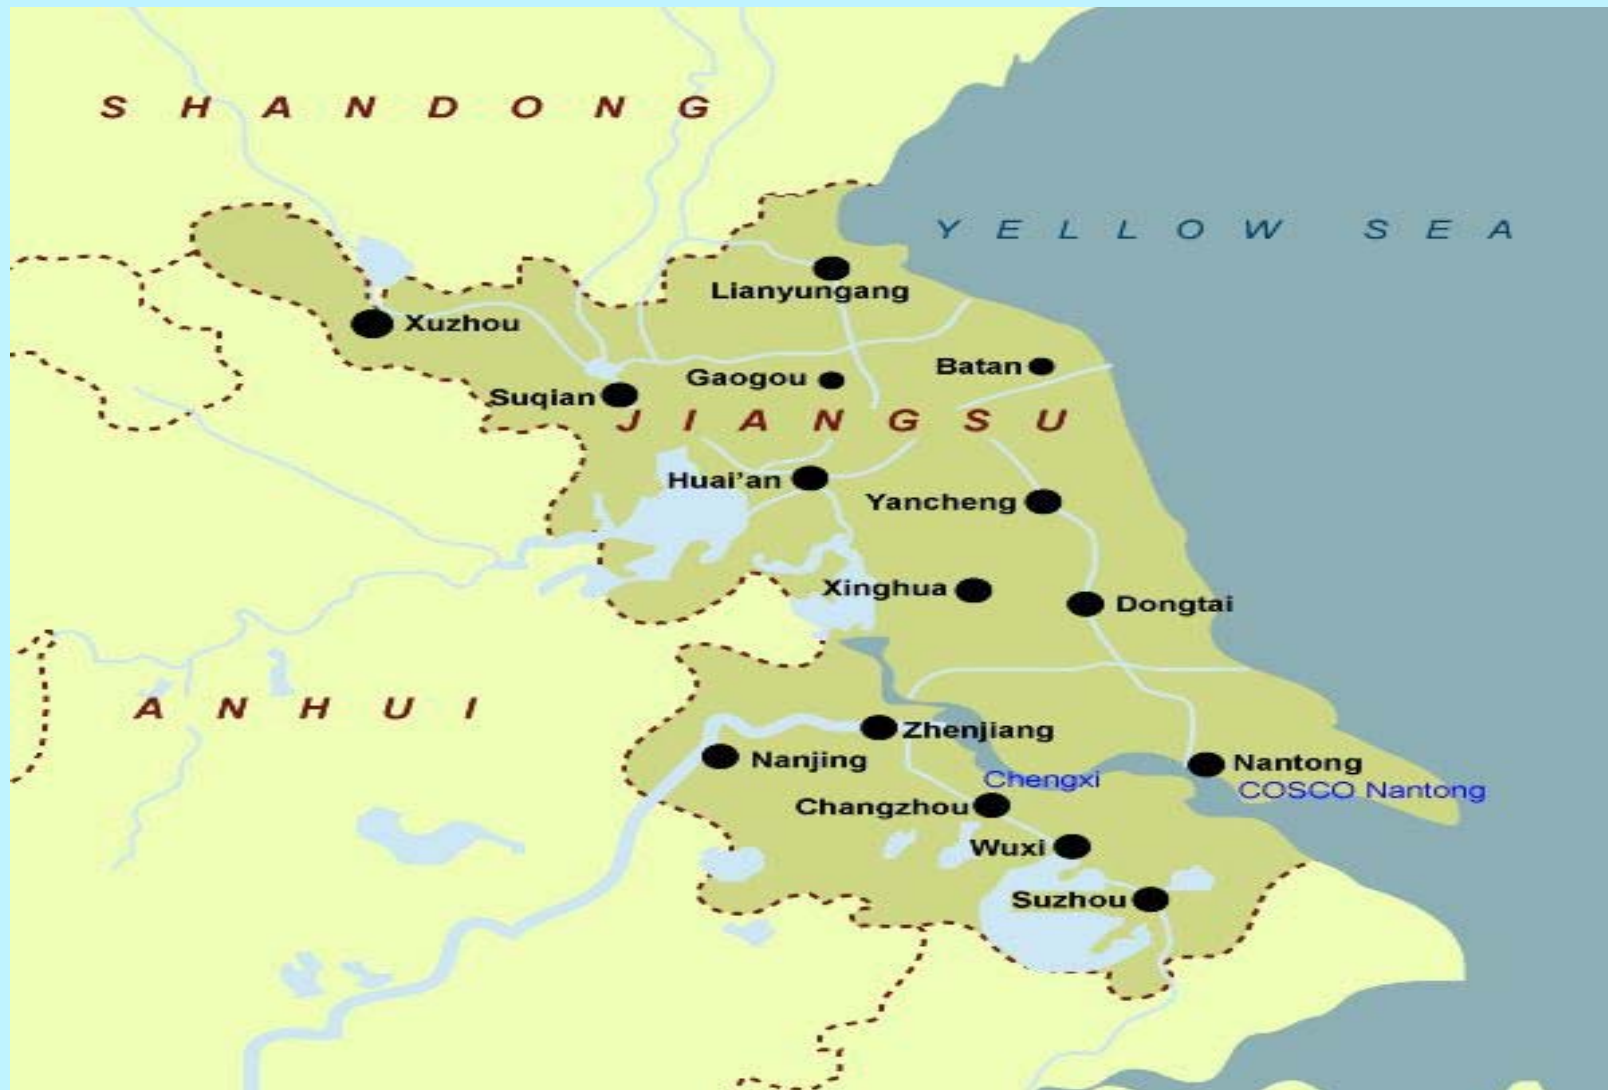 SHANDONG
YELLOW SEA
Lianyungang
Xuzhou
Batan
Gaogou
Suqian
JIANGSU
Huai'an
Yancheng
Xinghua
Dongtai
ANHUI
Zhenjiang
Nanjing
Nantong
Chengxi
COSCO Nantong
Changzhou
Wuxi
Suzhou